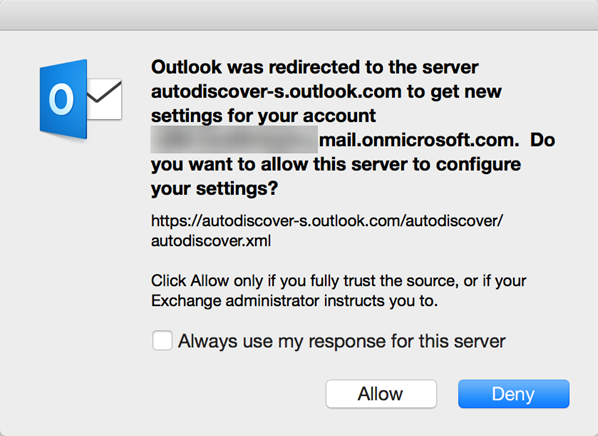 O
Outlook was redirected to the server
autodiscover-s.outlook.com to get new
settings for your account
mail.onmicrosoft.com.  Do
you want to allow this server to configure
your settings?
https://autodiscover-s.outlook.com/autodiscover/
autodiscover.xml
Click Allow only if you fully trust the source, or if your
Exchange administrator instructs you to.
Always use my response for this server
Allow
Deny